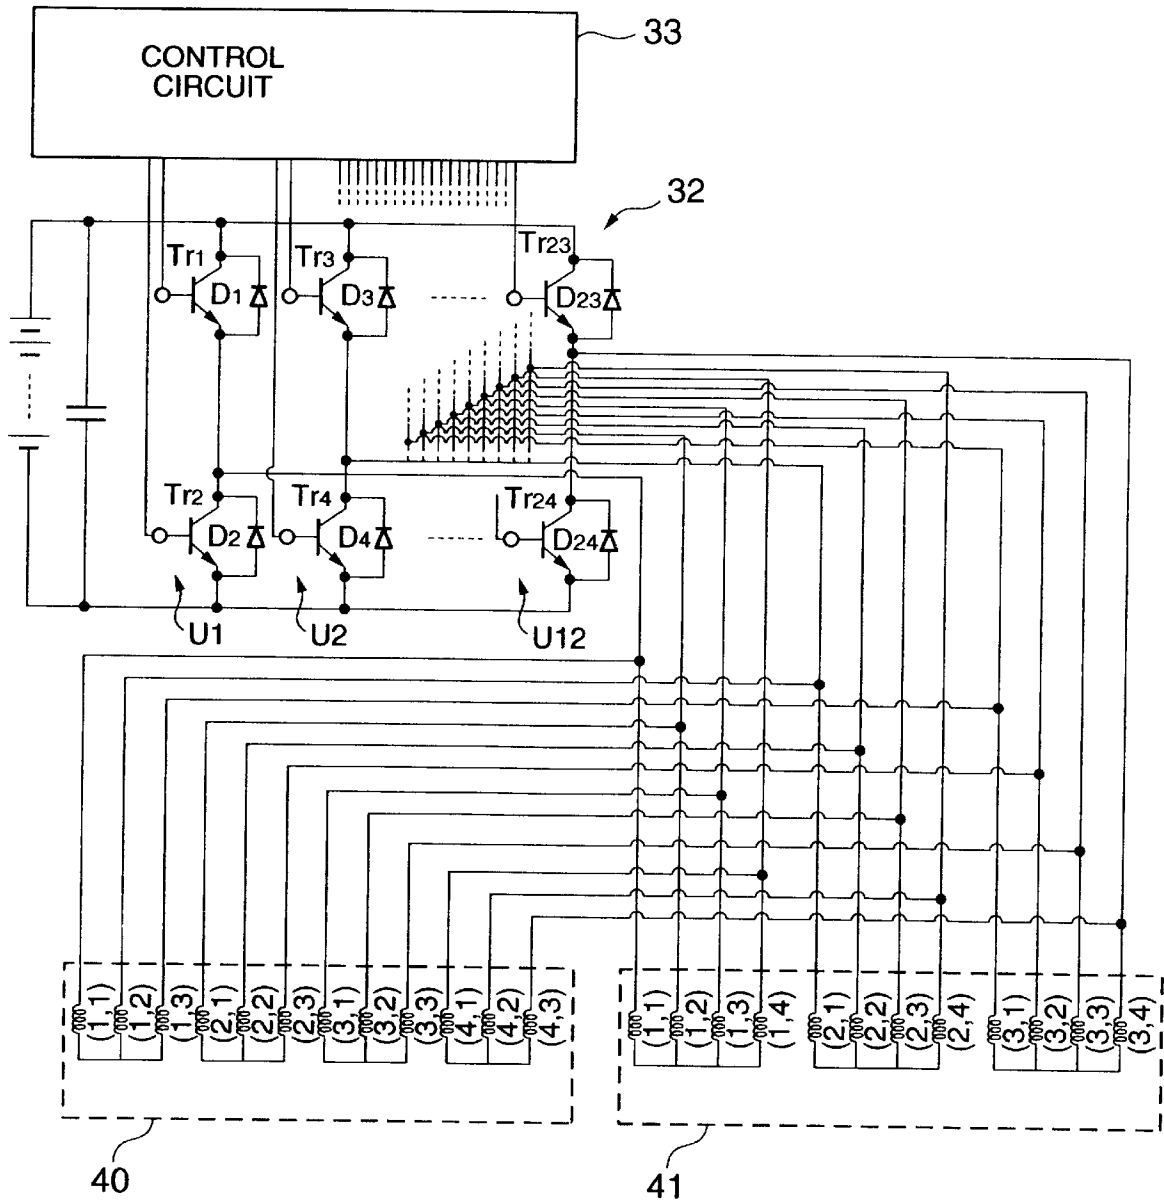 33
CONTROL
CIRCUIT
32
Tr1
Tr3
Tr23
D1
D3
D23
Tr2
Tr4
Tr24
D2
D4
D24
U1
U2
U12
(1,1)
(1,2)
(1,3)
(2,1)
(2,2)
(2,3)
(3,1)
(3,2)
(3,3)
(4,1)
(4,2)
(4,3)
(1,1)
(1,2)
(1,3)
(1,4)
(2,1)
(2,2)
(2,3)
(2,4)
(3,1)
(3,2)
(3,3)
(3,4)
40
41